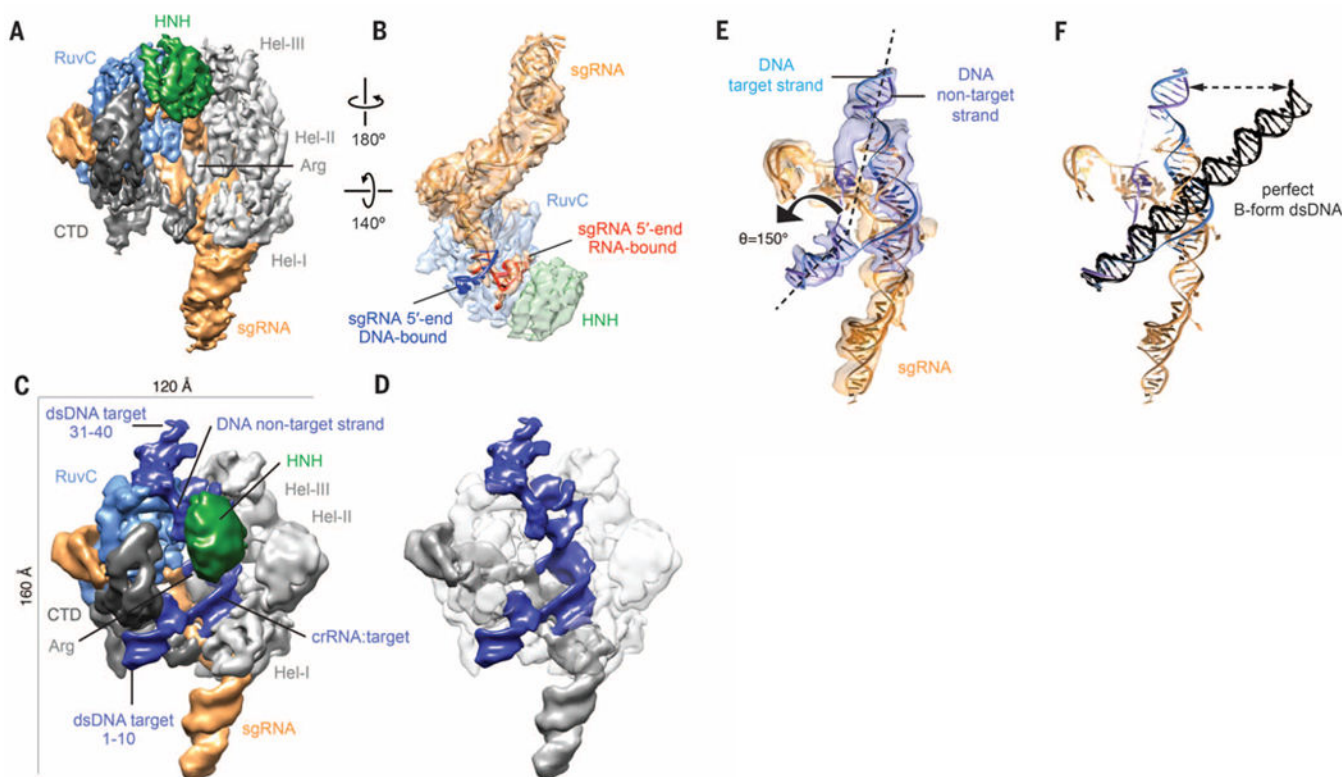 A
HNH
RuvC
Hel-III
Hel-II
Arg
CTD
Hel-I
sgRNA
180°
140°
B
sgRNA
RuvC
sgRNA 5′-end
RNA-bound
sgRNA 5′-end
DNA-bound
HNH
E
DNA
target strand
DNA
non-target
strand
θ=150°
sgRNA
F
perfect
B-form dsDNA
C
120 Å
160 Å
dsDNA target
31-40
DNA non-target strand
RuvC
HNH
Hel-III
Hel-II
CTD
Arg
crRNA:target
Hel-I
dsDNA target
1-10
sgRNA
D